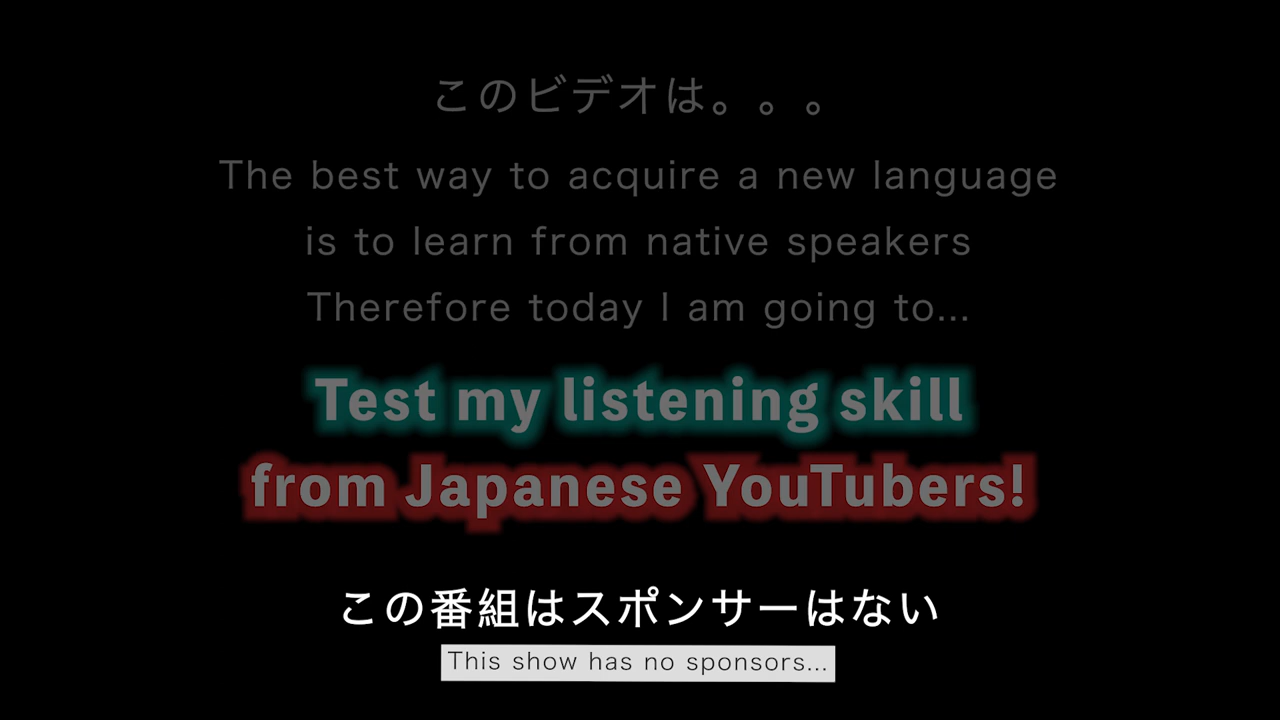 このビデオは。。。
The best way to acquire a new language
is to learn from native speakers
Therefore today I am going to...
Test my listening skill
from Japanese YouTubers!
この番組はスポンサーはない
This show has no sponsors...